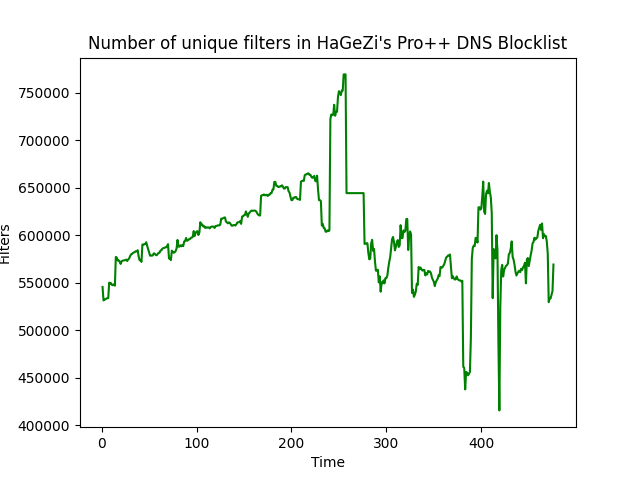 Number of unique filters in HaGeZi's Pro++ DNS Blocklist
750000
700000
650000
600000
550000
500000
450000
400000
Filters
0 100 200 300 400
Time